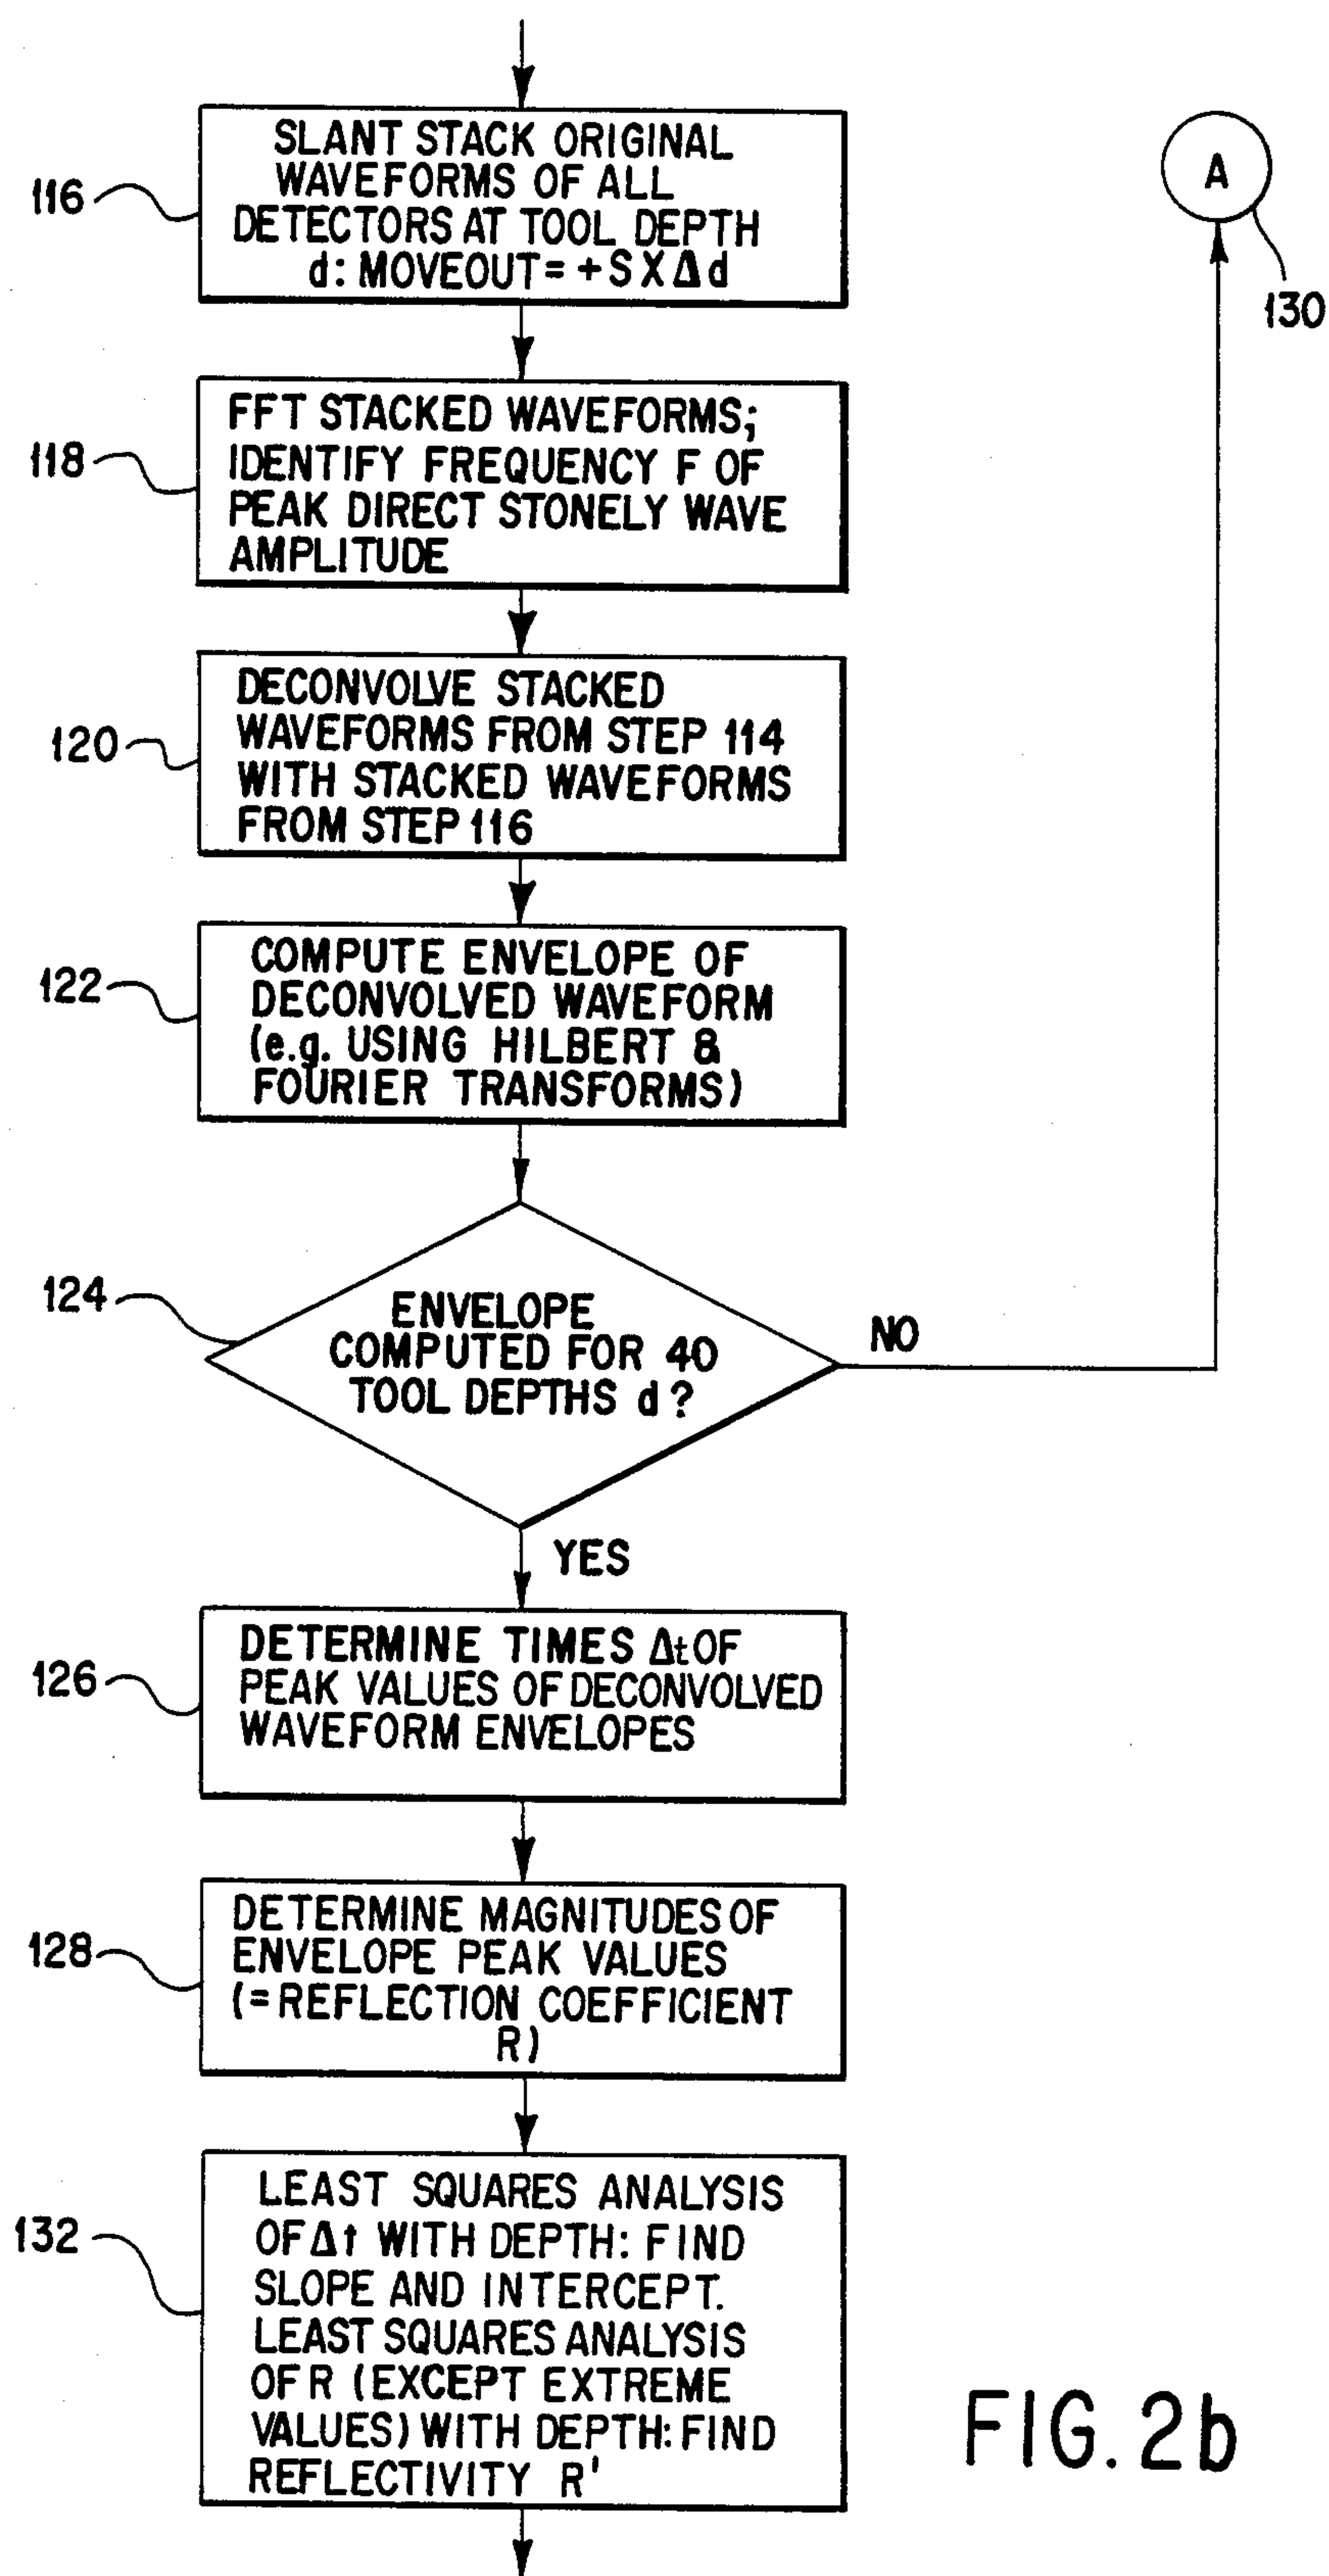 SLANT STACK ORIGINAL
WAVEFORMS OF ALL
DETECTORS AT TOOL DEPTH
d: MOVEOUT = + S X Δd
116
A
130
FFT STACKED WAVEFORMS;
IDENTIFY FREQUENCY F OF
PEAK DIRECT STONELY WAVE
AMPLITUDE
118
DECONVOLVE STACKED
WAVEFORMS FROM STEP 114
WITH STACKED WAVEFORMS
FROM STEP 116
120
COMPUTE ENVELOPE OF
DECONVOLVED WAVEFORM
(e.g. USING HILBERT &
FOURIER TRANSFORMS)
122
124
ENVELOPE
COMPUTED FOR 40
TOOL DEPTHS d?
NO
YES
DETERMINE TIMES Δt OF
PEAK VALUES OF DECONVOLVED
WAVEFORM ENVELOPES
126
DETERMINE MAGNITUDES OF
ENVELOPE PEAK VALUES
(= REFLECTION COEFFICIENT
R)
128
LEAST SQUARES ANALYSIS
OF Δt WITH DEPTH: FIND
SLOPE AND INTERCEPT.
LEAST SQUARES ANALYSIS
OF R (EXCEPT EXTREME
VALUES) WITH DEPTH: FIND
REFLECTIVITY R'
132
FIG. 2b